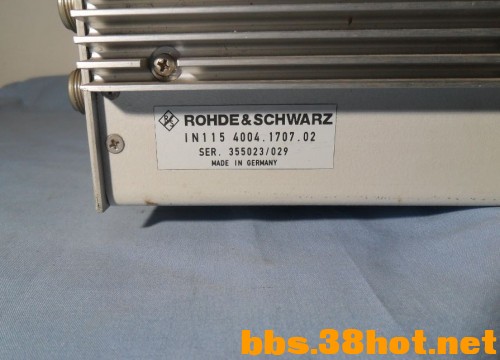 ROHDE&SCHWARZ
IN115 4004.1707.02
SER. 355023/029
MADE IN GERMANY
bbs.38hot.net